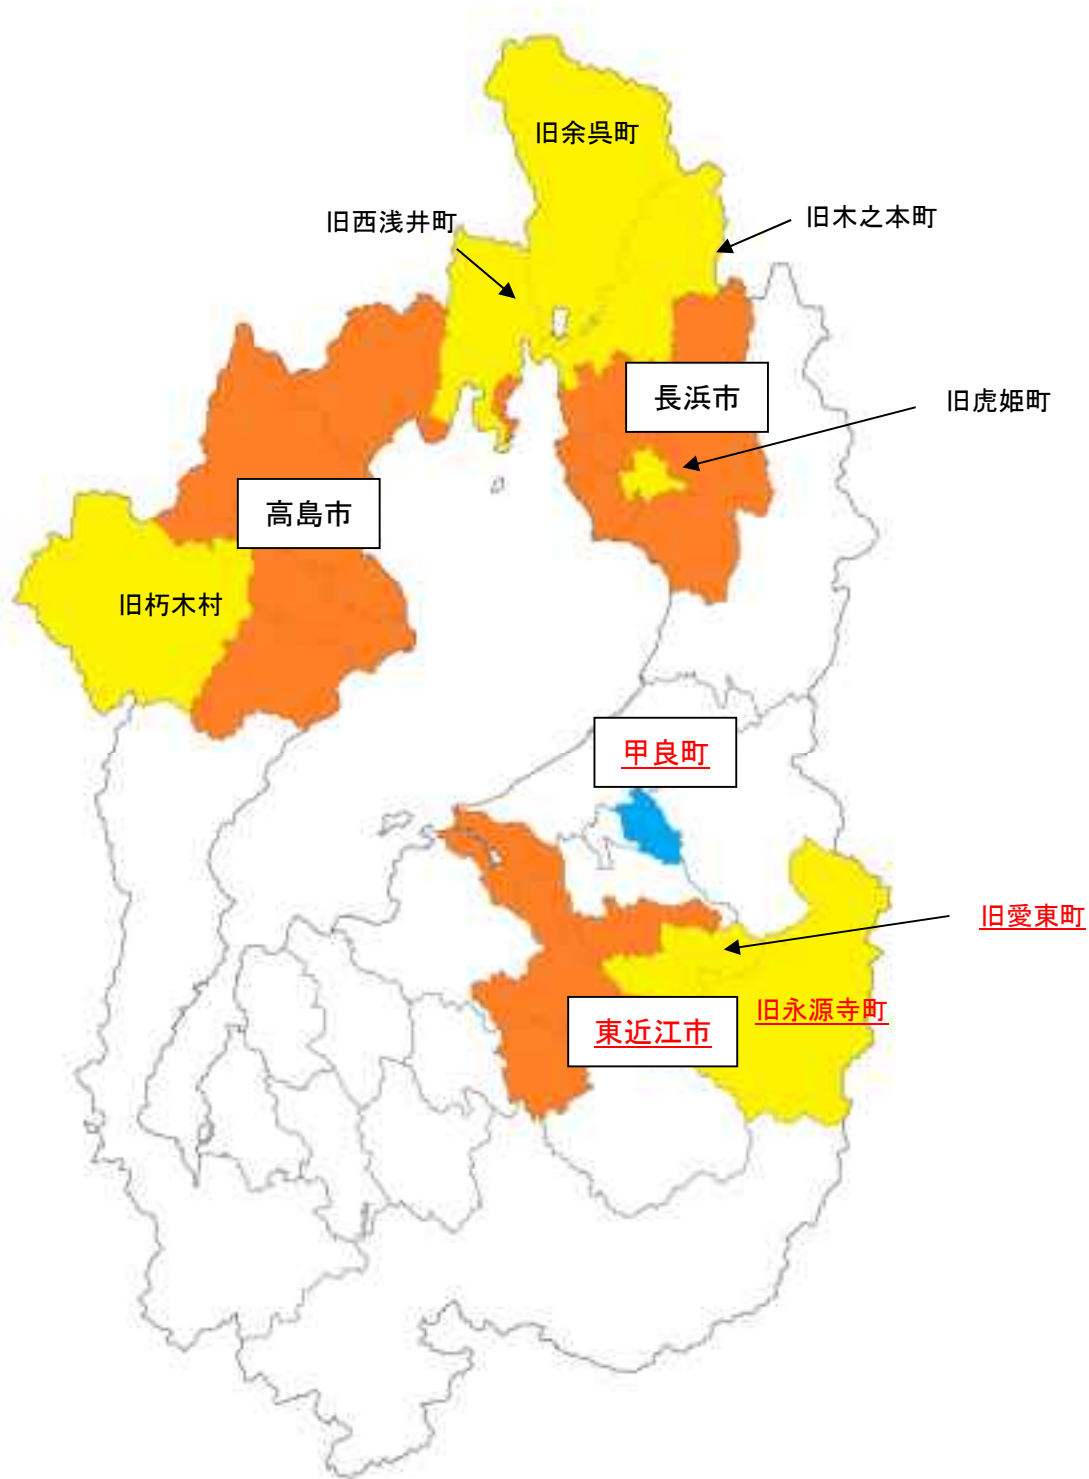 旧余呉町
旧西浅井町
旧木之本町
長浜市
旧虎姫町
高島市
旧朽木村
甲良町
旧愛東町
旧永源寺町
東近江市